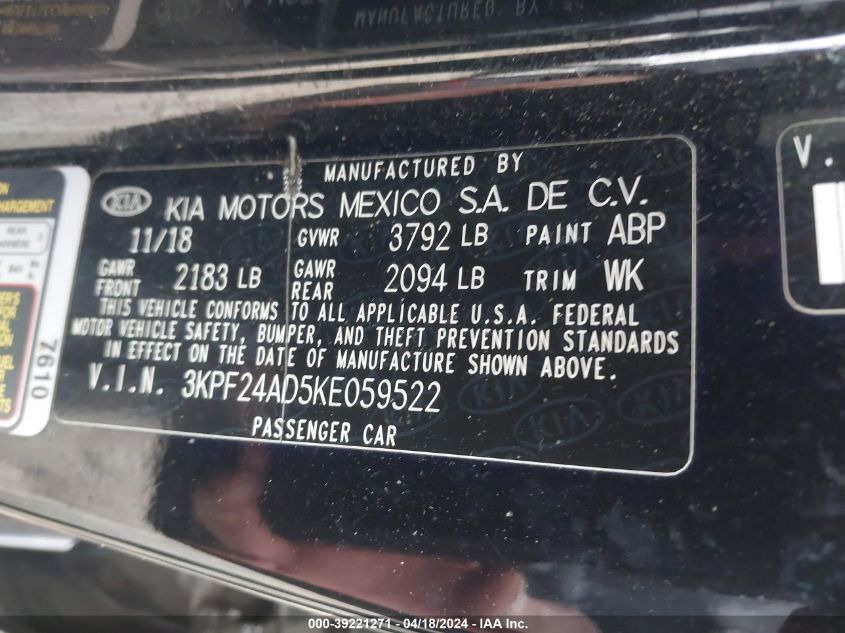 MANUFACTURED BY
KIA KIA MOTORS MEXICO S.A. DE C.V.
11/18 GVWR 3792 LB PAINT ABP
GAWR FRONT 2183 LB GAWR REAR 2094 LB TRIM WK
THIS VEHICLE CONFORMS TO ALL APPLICABLE U.S.A. FEDERAL
MOTOR VEHICLE SAFETY, BUMPER, AND THEFT PREVENTION STANDARDS
IN EFFECT ON THE DATE OF MANUFACTURE SHOWN ABOVE.
V.I.N. 3KPF24AD5KE059522
PASSENGER CAR
7610
REAR
V.
000-39221271 - 04/18/2024 - IAA Inc.